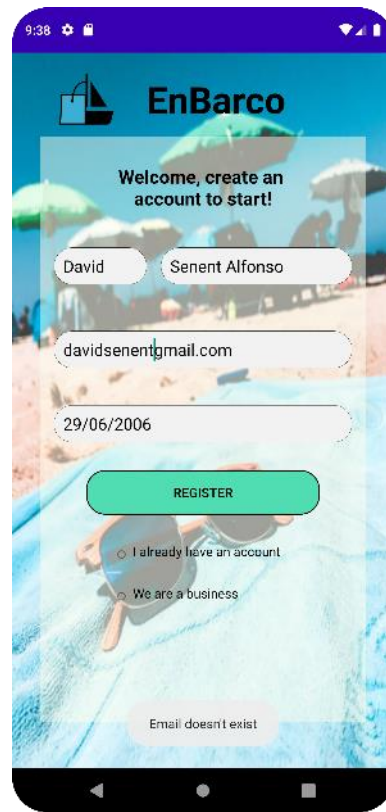 9:38
EnBarco
Welcome, create an
account to start!
David
Senent Alfonso
davidsenentgmail.com
29/06/2006
REGISTER
I already have an account
We are a business
Email doesn't exist